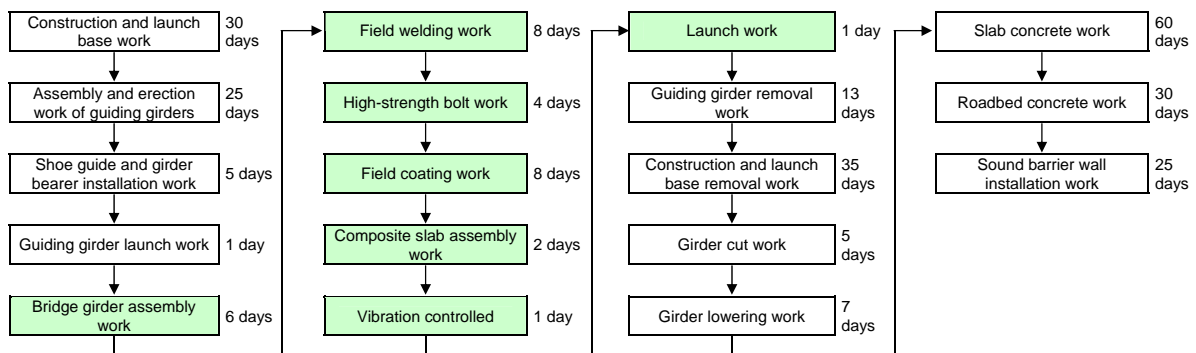 Construction and launch
base work
30
days
Assembly and erection
work of guiding girders
25
days
Shoe guide and girder
bearer installation work
5 days
Guiding girder launch work
1 day
Bridge girder assembly
work
6 days
Field welding work
8 days
High-strength bolt work
4 days
Field coating work
8 days
Composite slab assembly
work
2 days
Vibration controlled
1 day
Launch work
1 day
Guiding girder removal
work
13
days
Construction and launch
base removal work
35
days
Girder cut work
5
days
Girder lowering work
7
days
Slab concrete work
60
days
Roadbed concrete work
30
days
Sound barrier wall
installation work
25
days